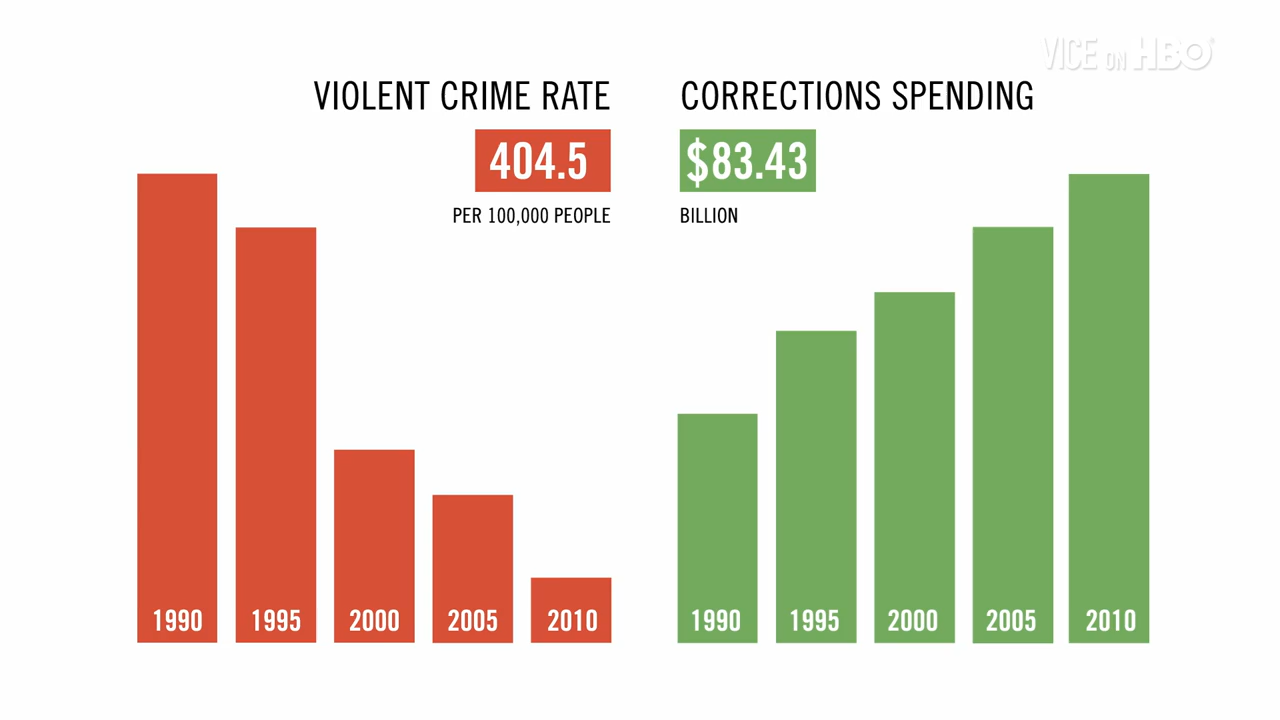 VICE ON HBO®
VIOLENT CRIME RATE
404.5
PER 100,000 PEOPLE
CORRECTIONS SPENDING
$83.43
BILLION
1990
1995
2000
2005
2010
1990
1995
2000
2005
2010